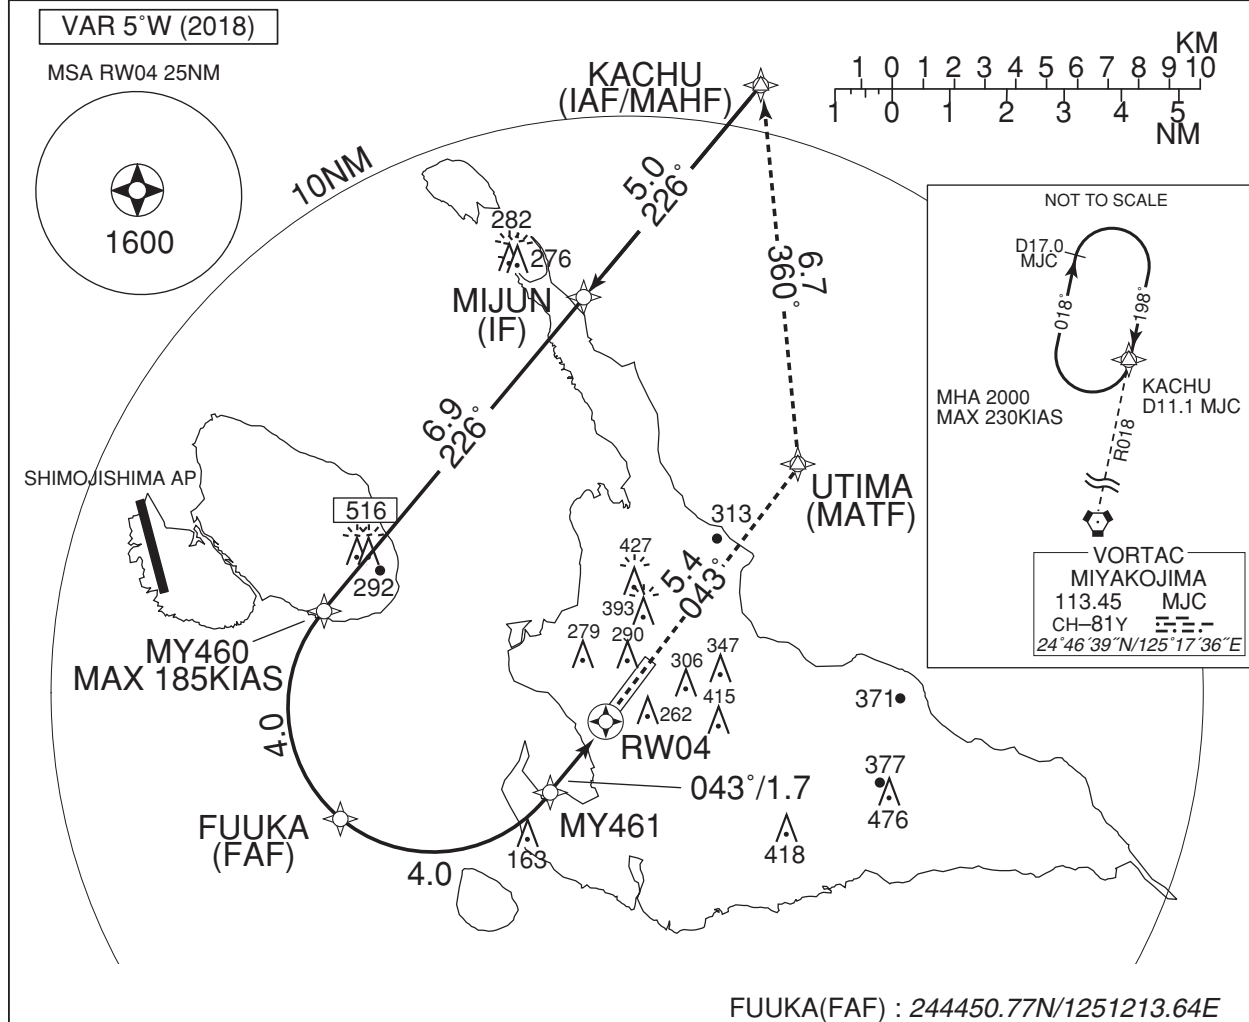 VAR 5°W (2018)
MSA RW04 25NM
1600
10NM
KACHU
(IAF/MAHF)
KM
1 0 1 2 3 4 5 6 7 8 9 10
1 0 1 2 3 4 5
NM
5.0
226°
282
276
MIJUN
(IF)
6.7
360°
6.9
226°
SHIMOJISHIMA AP
516
292
MY460
MAX 185KIAS
4.0
FUUKA
(FAF)
4.0
163
MY461
043°/1.7
RW04
UTIMA
(MATF)
5.4
043°
313
427
393
279
290
306
347
262
415
371
377
476
418
NOT TO SCALE
D17.0
MJC
018°
198°
MHA 2000
MAX 230KIAS
KACHU
D11.1 MJC
R018
VORTAC
MIYAKOJIMA
113.45 MJC
CH–81Y
24°46′39″N/125°17′36″E
FUUKA(FAF) : 244450.77N/1251213.64E